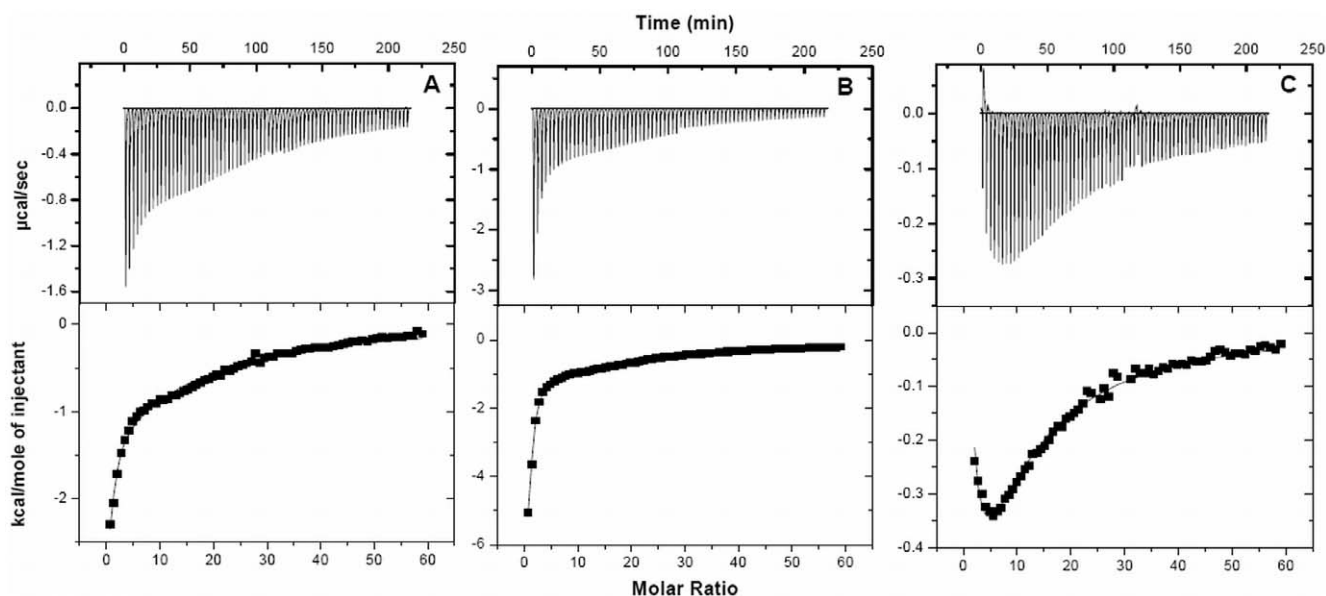 Time (min)
0 50 100 150 200 250
0 50 100 150 200 250
0 50 100 150 200 250
A
B
C
µcal/sec
0.0
-0.4
-0.8
-1.2
-1.6
0
-1
-2
-3
0.0
-0.1
-0.2
-0.3
kcal/mole of injectant
0
-1
-2
0
-2
-4
-6
0.0
-0.1
-0.2
-0.3
-0.4
0 10 20 30 40 50 60
0 10 20 30 40 50 60
0 10 20 30 40 50 60
Molar Ratio